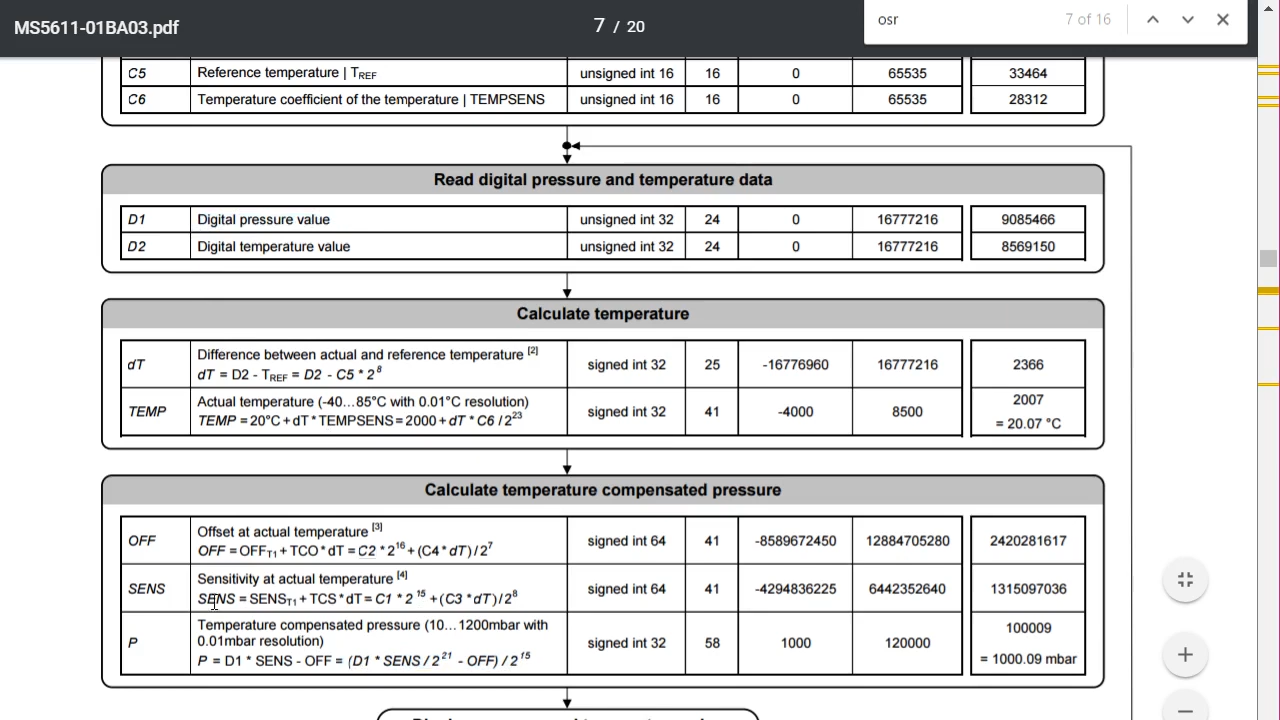 MS5611-01BA03.pdf
7 / 20
osr
7 of 16
C5 Reference temperature | TREF unsigned int 16 16 0 65535 33464
C6 Temperature coefficient of the temperature | TEMPSENS unsigned int 16 16 0 65535 28312
Read digital pressure and temperature data
D1 Digital pressure value unsigned int 32 24 0 16777216 9085466
D2 Digital temperature value unsigned int 32 24 0 16777216 8569150
Calculate temperature
dT Difference between actual and reference temperature [2] signed int 32 25 -16776960 16777216 2366
dT = D2 - TREF = D2 - C5 * 2^8
TEMP Actual temperature (-40...85°C with 0.01°C resolution) signed int 32 41 -4000 8500 2007
TEMP = 20°C + dT * TEMPSENS = 2000 + dT * C6 / 2^23 = 20.07 °C
Calculate temperature compensated pressure
OFF Offset at actual temperature [3] signed int 64 41 -8589672450 12884705280 2420281617
OFF = OFFT1 + TCO * dT = C2 * 2^16 + (C4 * dT) / 2^7
SENS Sensitivity at actual temperature [4] signed int 64 41 -4294836225 6442352640 1315097036
SENS = SENST1 + TCS * dT = C1 * 2^15 + (C3 * dT) / 2^8
P Temperature compensated pressure (10...1200mbar with signed int 32 58 1000 120000 100009
0.01mbar resolution)
P = D1 * SENS - OFF = (D1 * SENS / 2^21 - OFF) / 2^15 = 1000.09 mbar